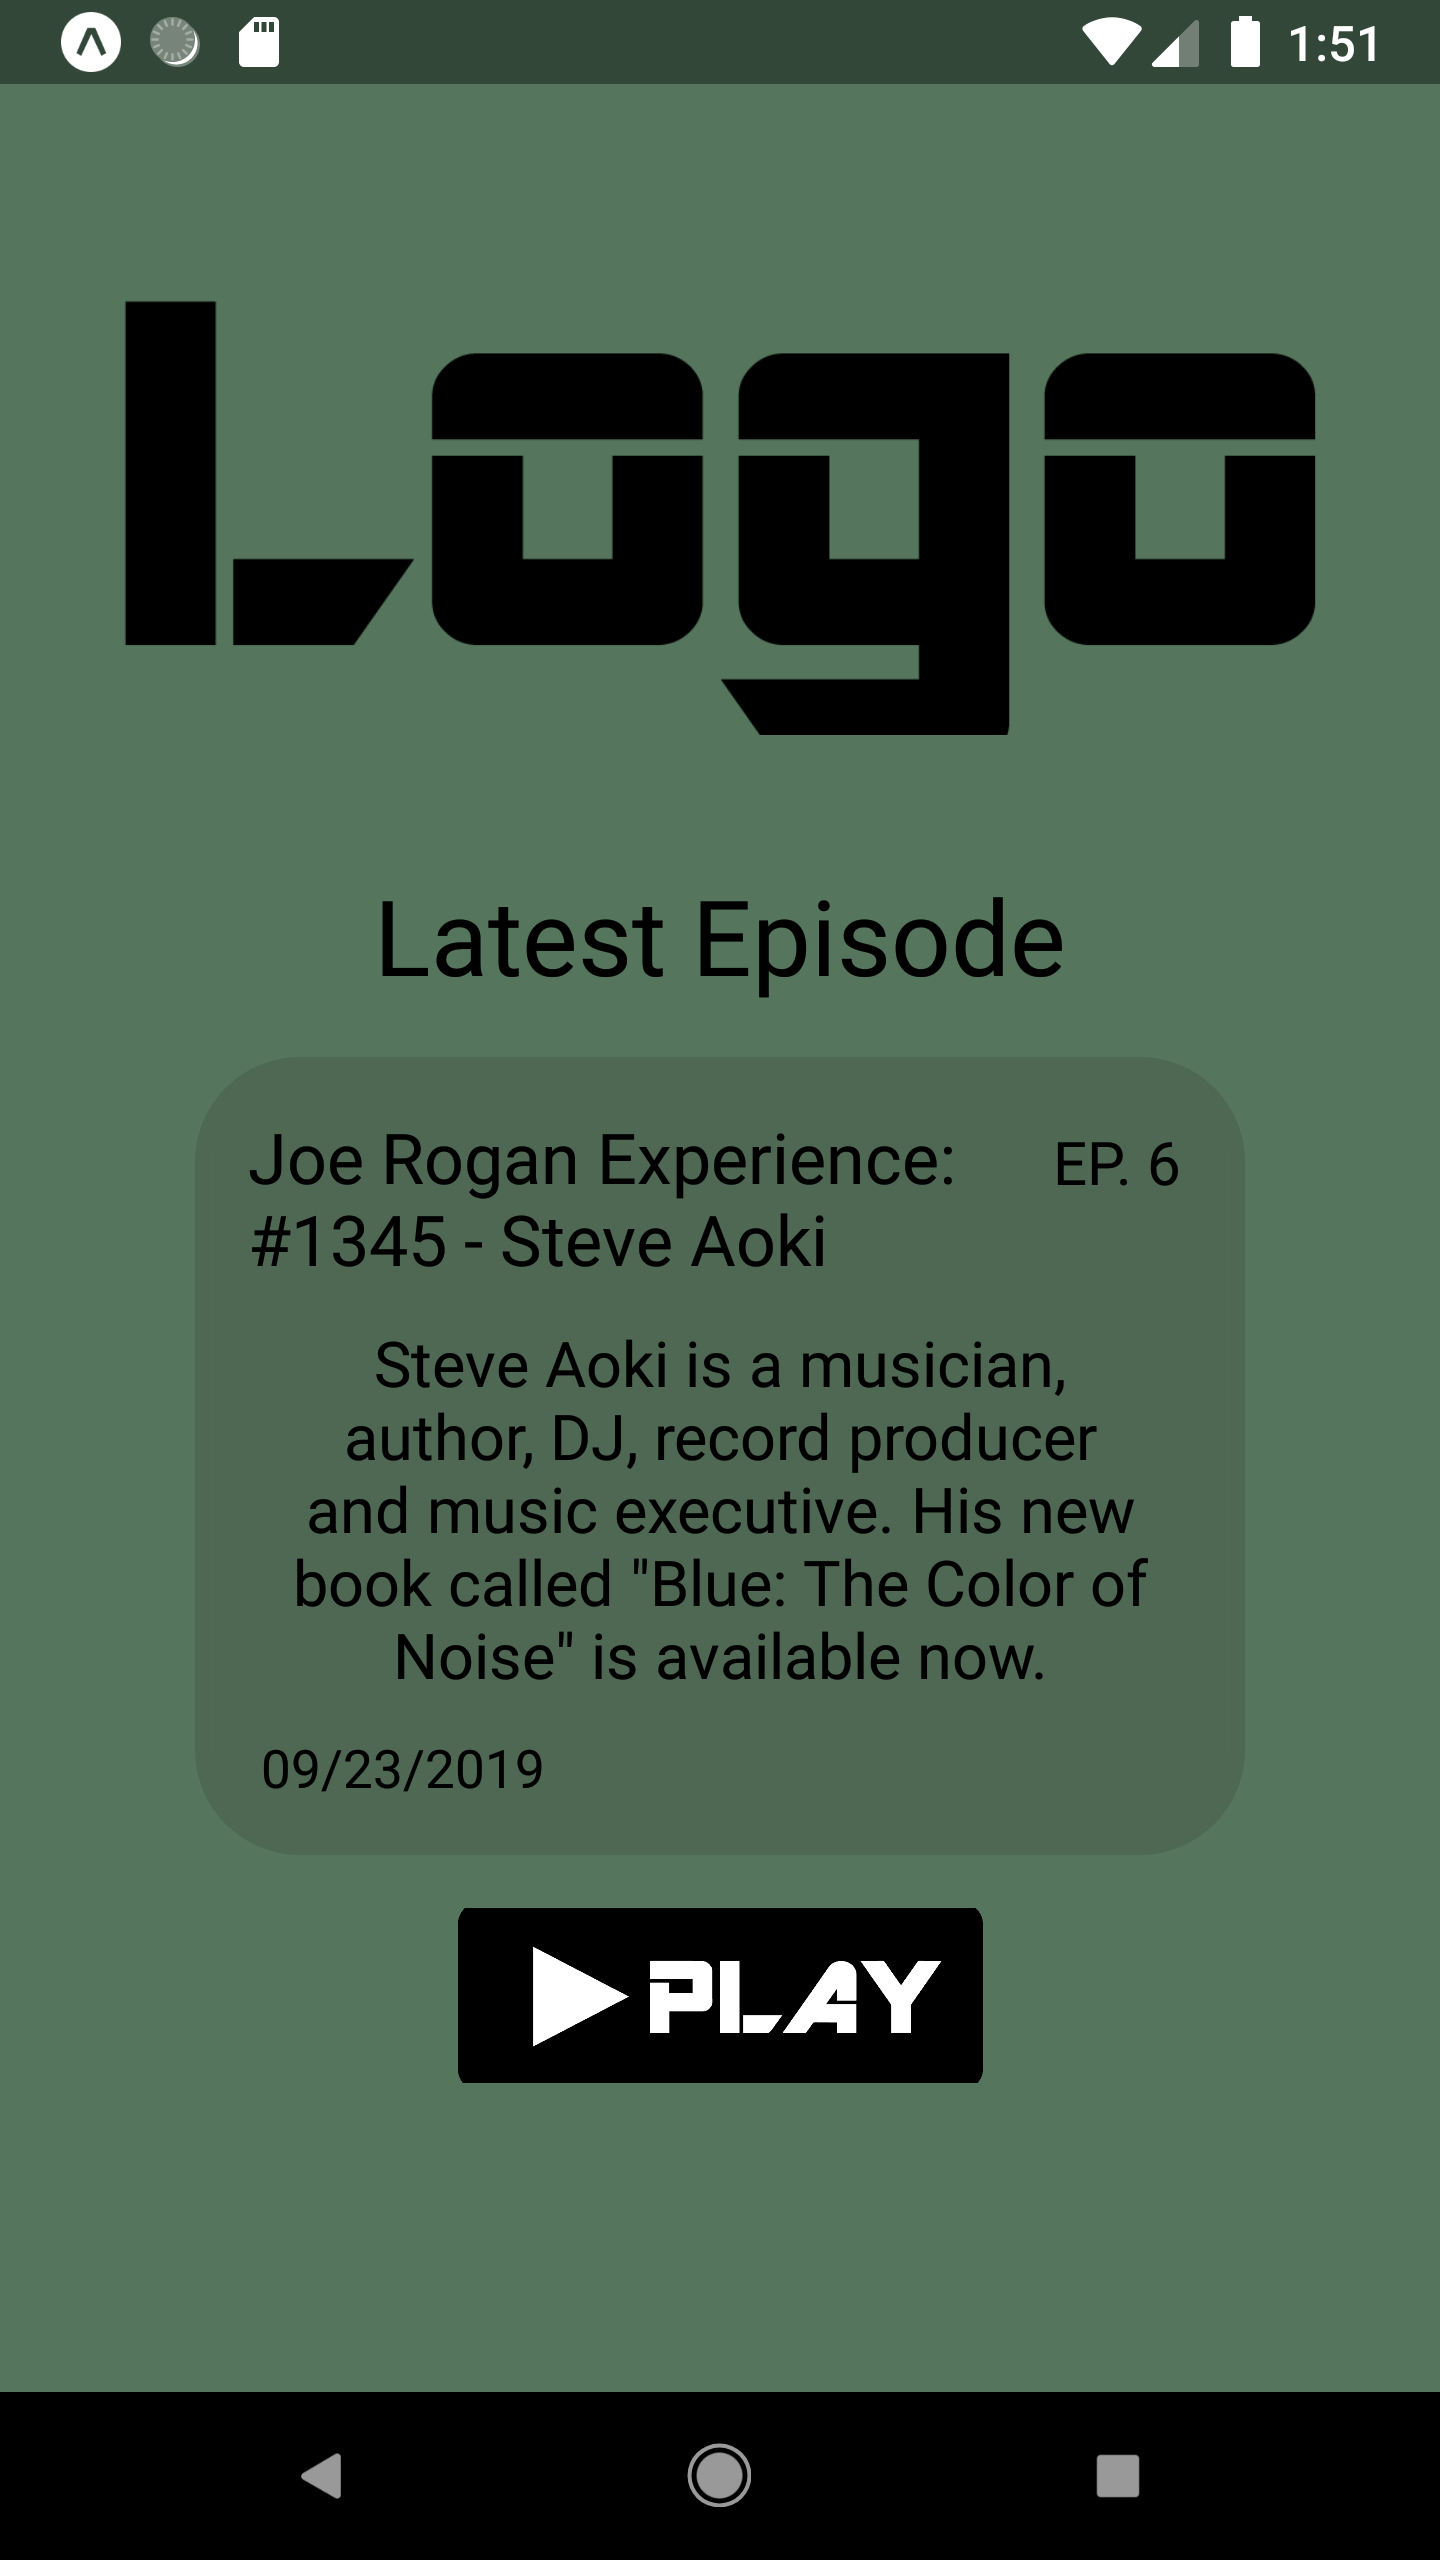 1:51
Logo
Latest Episode
Joe Rogan Experience: EP. 6
#1345 - Steve Aoki
Steve Aoki is a musician,
author, DJ, record producer
and music executive. His new
book called "Blue: The Color of
Noise" is available now.
09/23/2019
PLAY